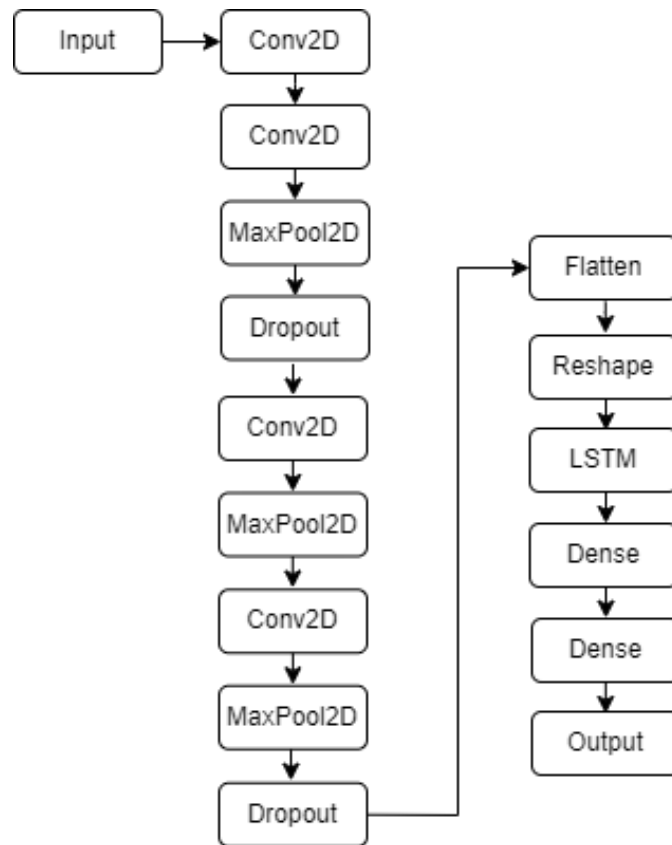 Input
Conv2D
Conv2D
MaxPool2D
Dropout
Conv2D
MaxPool2D
Conv2D
MaxPool2D
Dropout
Flatten
Reshape
LSTM
Dense
Dense
Output